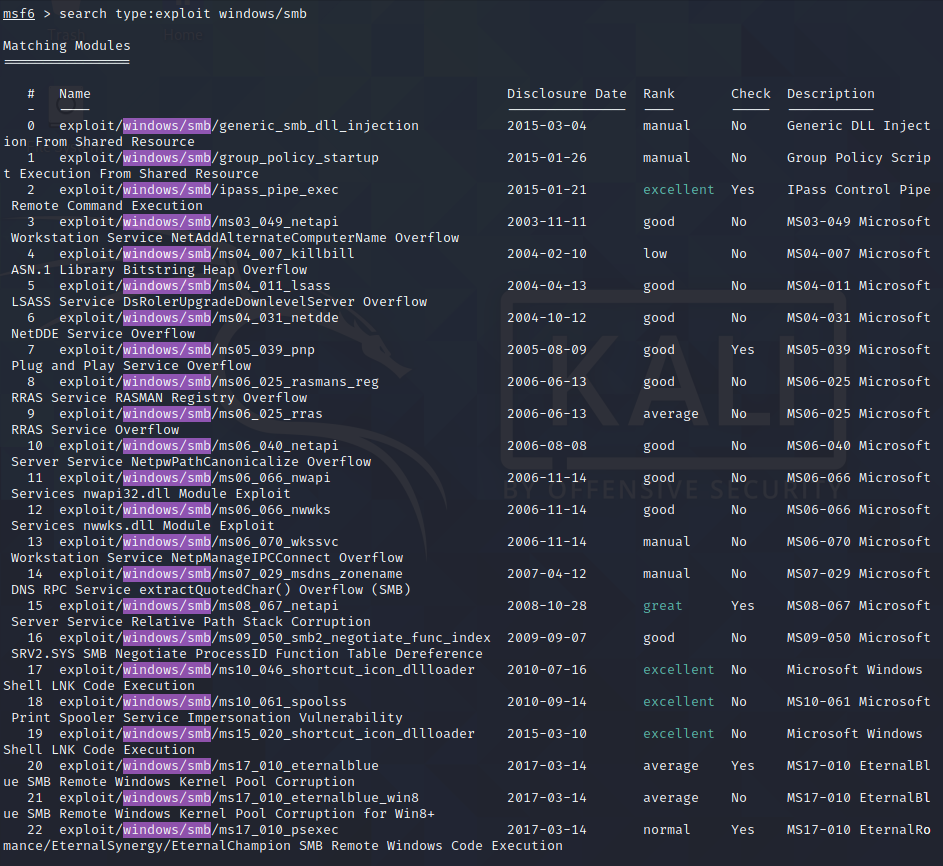 msf6 > search type:exploit windows/smb
Trash Home
Matching Modules
================
# Name Disclosure Date Rank Check Description
- ---- --------------- ---- ----- -----------
0 exploit/windows/smb/generic_smb_dll_injection 2015-03-04 manual No Generic DLL Inject
ion From Shared Resource
1 exploit/windows/smb/group_policy_startup 2015-01-26 manual No Group Policy Scrip
t Execution From Shared Resource
2 exploit/windows/smb/ipass_pipe_exec 2015-01-21 excellent Yes IPass Control Pipe
Remote Command Execution
3 exploit/windows/smb/ms03_049_netapi 2003-11-11 good No MS03-049 Microsoft
Workstation Service NetAddAlternateComputerName Overflow
4 exploit/windows/smb/ms04_007_killbill 2004-02-10 low No MS04-007 Microsoft
ASN.1 Library Bitstring Heap Overflow
5 exploit/windows/smb/ms04_011_lsass 2004-04-13 good No MS04-011 Microsoft
LSASS Service DsRolerUpgradeDownlevelServer Overflow
6 exploit/windows/smb/ms04_031_netdde 2004-10-12 good No MS04-031 Microsoft
NetDDE Service Overflow
7 exploit/windows/smb/ms05_039_pnp 2005-08-09 good Yes MS05-039 Microsoft
Plug and Play Service Overflow
8 exploit/windows/smb/ms06_025_rasmans_reg 2006-06-13 good No MS06-025 Microsoft
RRAS Service RASMAN Registry Overflow
9 exploit/windows/smb/ms06_025_rras 2006-06-13 average No MS06-025 Microsoft
RRAS Service Overflow
10 exploit/windows/smb/ms06_040_netapi 2006-08-08 good No MS06-040 Microsoft
Server Service NetpwPathCanonicalize Overflow
11 exploit/windows/smb/ms06_066_nwapi 2006-11-14 good No MS06-066 Microsoft
Services nwapi32.dll Module Exploit
12 exploit/windows/smb/ms06_066_nwwks 2006-11-14 good No MS06-066 Microsoft
Services nwwks.dll Module Exploit
13 exploit/windows/smb/ms06_070_wkssvc 2006-11-14 manual No MS06-070 Microsoft
Workstation Service NetpManageIPCConnect Overflow
14 exploit/windows/smb/ms07_029_msdns_zonename 2007-04-12 manual No MS07-029 Microsoft
DNS RPC Service extractQuotedChar() Overflow (SMB)
15 exploit/windows/smb/ms08_067_netapi 2008-10-28 great Yes MS08-067 Microsoft
Server Service Relative Path Stack Corruption
16 exploit/windows/smb/ms09_050_smb2_negotiate_func_index 2009-09-07 good No MS09-050 Microsoft
SRV2.SYS SMB Negotiate ProcessID Function Table Dereference
17 exploit/windows/smb/ms10_046_shortcut_icon_dllloader 2010-07-16 excellent No Microsoft Windows
Shell LNK Code Execution
18 exploit/windows/smb/ms10_061_spoolss 2010-09-14 excellent No MS10-061 Microsoft
Print Spooler Service Impersonation Vulnerability
19 exploit/windows/smb/ms15_020_shortcut_icon_dllloader 2015-03-10 excellent No Microsoft Windows
Shell LNK Code Execution
20 exploit/windows/smb/ms17_010_eternalblue 2017-03-14 average Yes MS17-010 EternalBl
ue SMB Remote Windows Kernel Pool Corruption
21 exploit/windows/smb/ms17_010_eternalblue_win8 2017-03-14 average No MS17-010 EternalBl
ue SMB Remote Windows Kernel Pool Corruption for Win8+
22 exploit/windows/smb/ms17_010_psexec 2017-03-14 normal Yes MS17-010 EternalRo
mance/EternalSynergy/EternalChampion SMB Remote Windows Code Execution
KALI
BY OFFENSIVE SECURITY